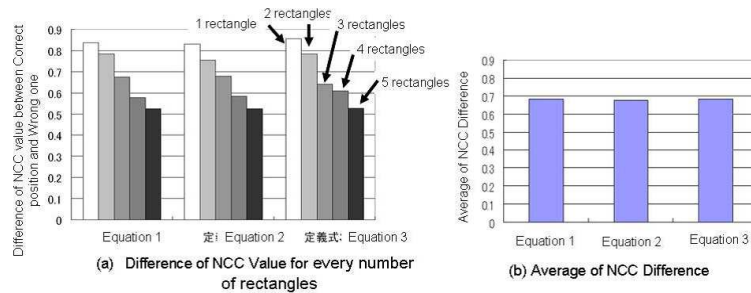 Difference of NCC value between Correct
position and Wrong one
0.9
0.8
0.7
0.6
0.5
0.4
0.3
0.2
0.1
0
1 rectangle
2 rectangles
3 rectangles
4 rectangles
5 rectangles
Equation 1
定義 Equation 2
定義式 Equation 3
(a) Difference of NCC Value for every number
of rectangles
Average of NCC Difference
0.9
0.8
0.7
0.6
0.5
0.4
0.3
0.2
0.1
0
Equation 1
Equation 2
Equation 3
(b) Average of NCC Difference